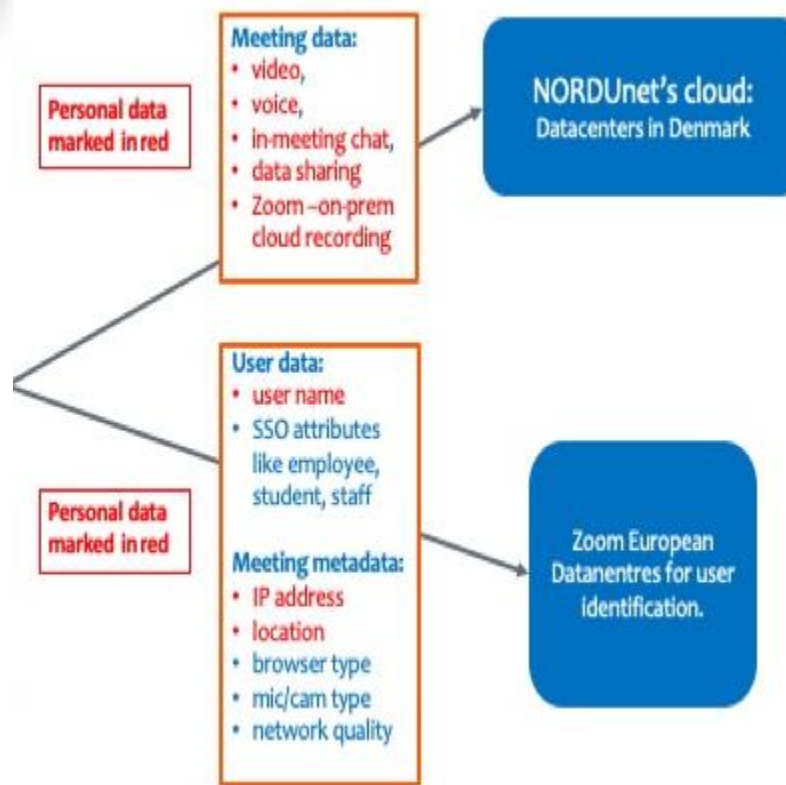 Personal data
marked in red
Meeting data:
• video,
• voice,
• in-meeting chat,
• data sharing
• Zoom –on-prem
cloud recording
NORDUnet's cloud:
Datacenters in Denmark
Personal data
marked in red
User data:
• user name
• SSO attributes
like employee,
student, staff
Meeting metadata:
• IP address
• location
• browser type
• mic/cam type
• network quality
Zoom European
Datanentres for user
identification.